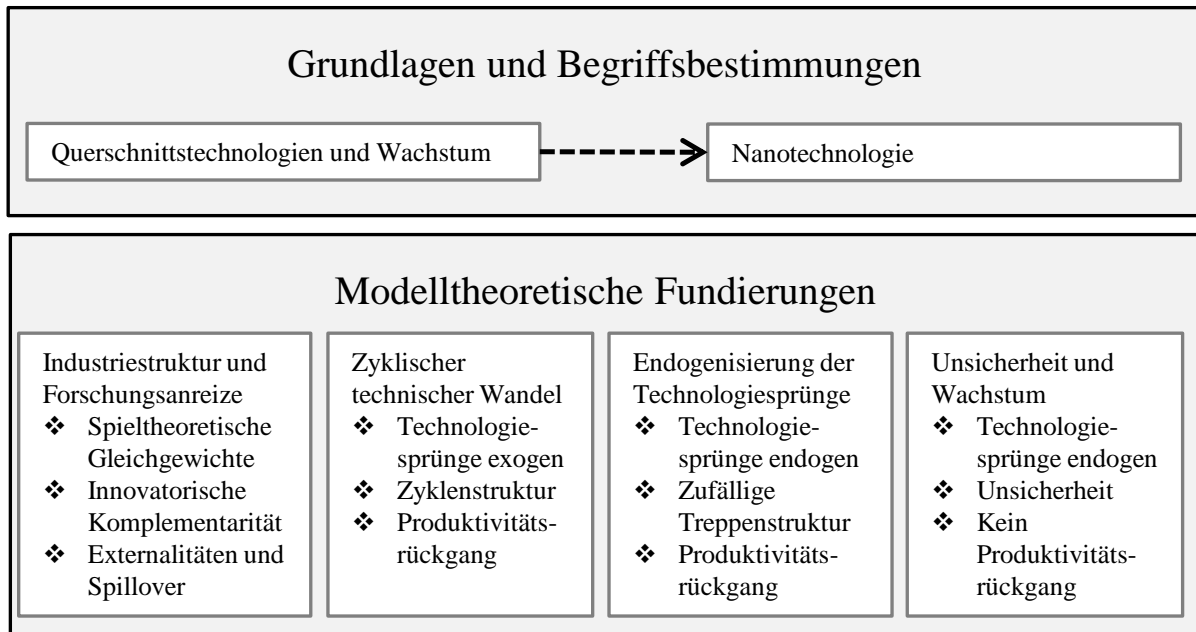 Grundlagen und Begriffsbestimmungen
Querschnittstechnologien und Wachstum
Nanotechnologie
Modelltheoretische Fundierungen
Industriestruktur und
Forschungsanreize
❖ Spieltheoretische
Gleichgewichte
❖ Innovatorische
Komplementarität
❖ Externalitäten und
Spillover
Zyklischer
technischer Wandel
❖ Technologie-
sprünge exogen
❖ Zyklenstruktur
❖ Produktivitäts-
rückgang
Endogenisierung der
Technologiesprünge
❖ Technologie-
sprünge endogen
❖ Zufällige
Treppenstruktur
❖ Produktivitäts-
rückgang
Unsicherheit und
Wachstum
❖ Technologie-
sprünge endogen
❖ Unsicherheit
❖ Kein
Produktivitäts-
rückgang